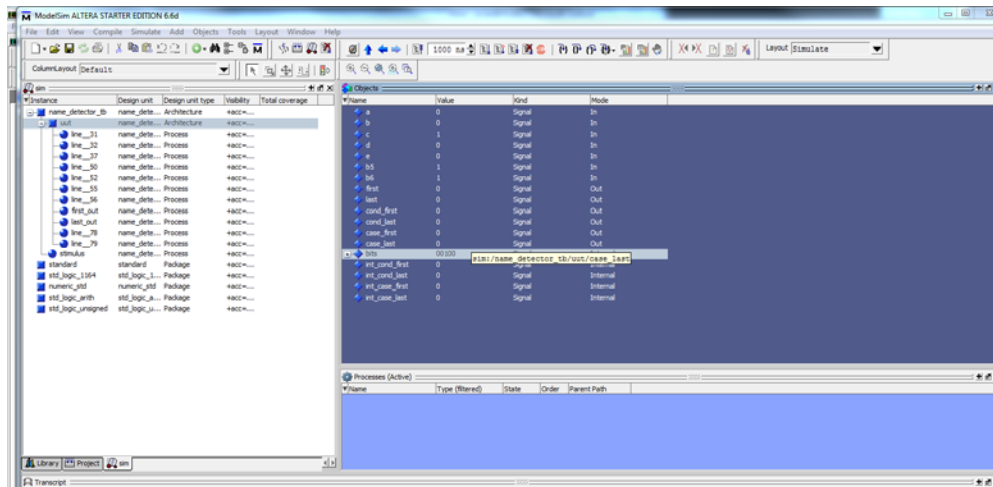 ModelSim ALTERA STARTER EDITION 6.6d
File Edit View Compile Simulate Add Objects Tools Layout Window Help
1000 ns
Layout Simulate
ColumnLayout Default
sim
Instance Design unit Design unit type Visibility Total coverage
name_detector_tb name_dete... Architecture +acc=...
uut name_dete... Architecture +acc=...
line__31 name_dete... Process +acc=...
line__32 name_dete... Process +acc=...
line__37 name_dete... Process +acc=...
line__50 name_dete... Process +acc=...
line__52 name_dete... Process +acc=...
line__55 name_dete... Process +acc=...
line__56 name_dete... Process +acc=...
first_out name_dete... Process +acc=...
last_out name_dete... Process +acc=...
line__78 name_dete... Process +acc=...
line__79 name_dete... Process +acc=...
stimulus name_dete... Process +acc=...
standard standard Package +acc=...
std_logic_1164 std_logic_1... Package +acc=...
numeric_std numeric_std Package +acc=...
std_logic_arith std_logic_a... Package +acc=...
std_logic_unsigned std_logic_u... Package +acc=...
Library Project sim
Objects
Name Value Kind Mode
a 0 Signal In
b 0 Signal In
c 1 Signal In
d 0 Signal In
e 0 Signal In
b5 1 Signal In
b6 1 Signal In
first 0 Signal Out
last 0 Signal Out
cond_first 0 Signal Out
cond_last 0 Signal Out
case_first 0 Signal Out
case_last 0 Signal Out
bits 00100
sim:/name_detector_tb/uut/case_last
int_cond_first 0 Signal Internal
int_cond_last 0 Signal Internal
int_case_first 0 Signal Internal
int_case_last 0 Signal Internal
Processes (Active)
Name Type (filtered) State Order Parent Path
Transcript